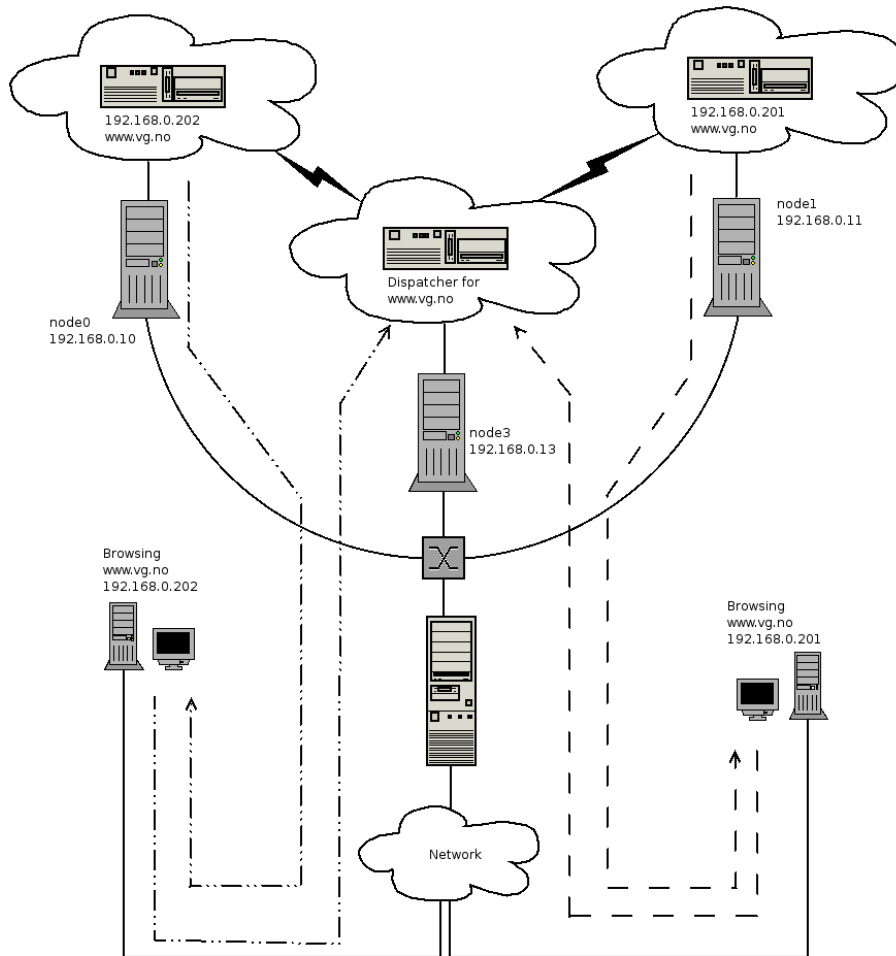 192.168.0.202
www.vg.no
192.168.0.201
www.vg.no
node1
192.168.0.11
Dispatcher for
www.vg.no
node0
192.168.0.10
node3
192.168.0.13
Browsing
www.vg.no
192.168.0.202
Browsing
www.vg.no
192.168.0.201
Network